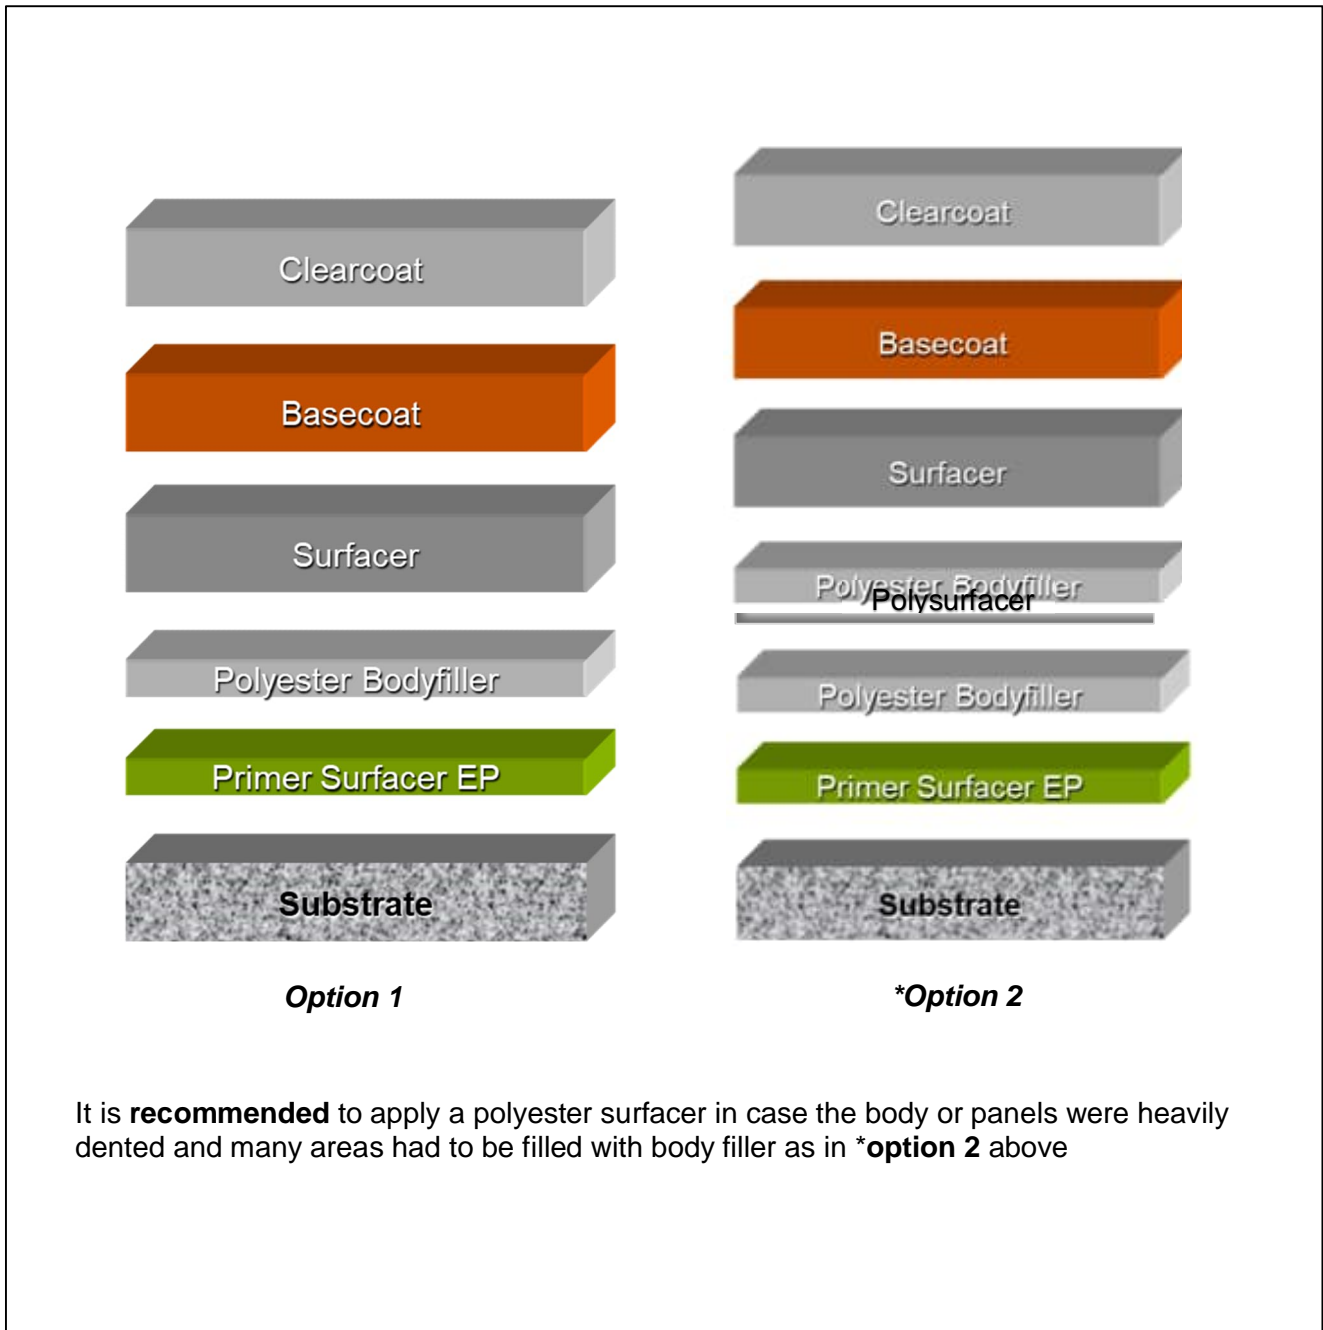 Clearcoat
Basecoat
Surfacer
Polyester Bodyfiller
Primer Surfacer EP
Substrate
Option 1
Clearcoat
Basecoat
Surfacer
Polyester Bodyfiller
Polysurfacer
Polyester Bodyfiller
Primer Surfacer EP
Substrate
*Option 2
It is recommended to apply a polyester surfacer in case the body or panels were heavily
dented and many areas had to be filled with body filler as in *option 2 above